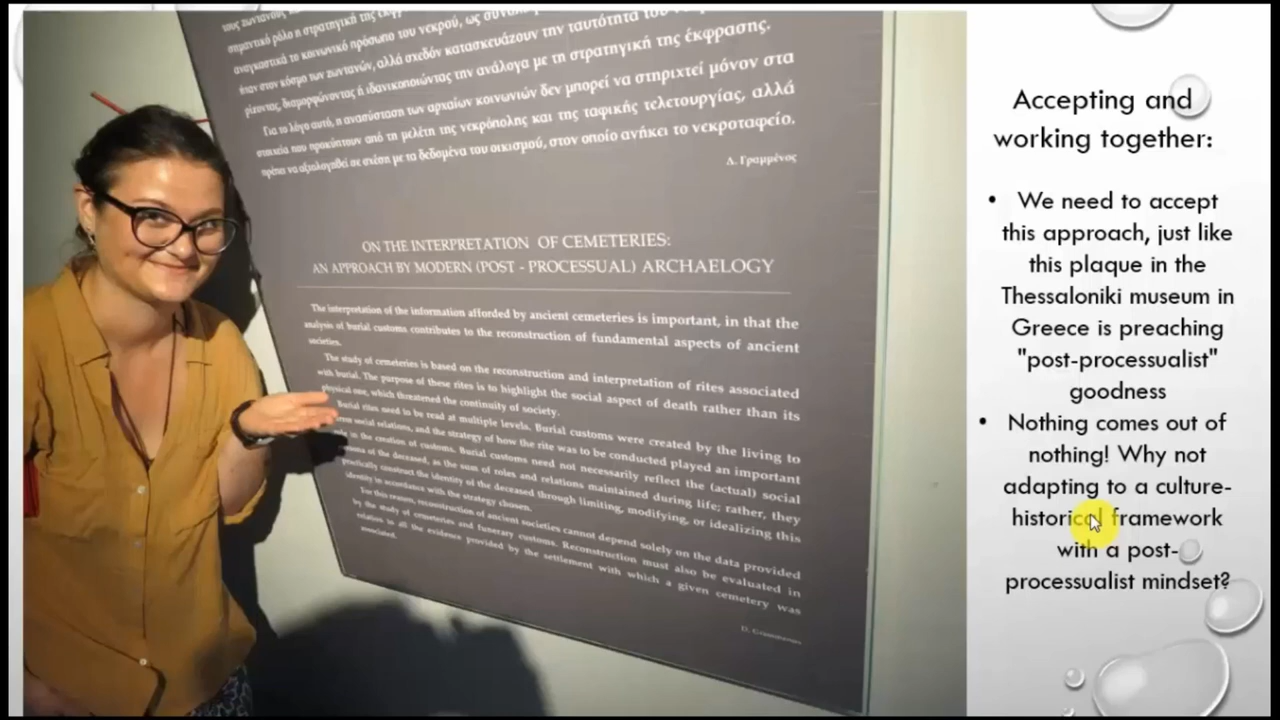 τους ζωντανούς
σημαντικό ρόλο η στρατηγική της
αναγκαστικά το κοινωνικό πρόσωπο του νεκρού, ως
ήταν στον κόσμο των ζωντανών, αλλά σχεδόν κατασκευάζουν την ταυτότητα του
ρίζοντας, διαμορφώνοντας ή ιδανικοποιώντας την ανάλογα με τη στρατηγική της έκφρασης.
Για το λόγο αυτό, η ανασύσταση των αρχαίων κοινωνιών δεν μπορεί να στηριχτεί μόνον στα
στοιχεία που προκύπτουν από τη μελέτη της νεκρόπολης και της ταφικής τελετουργίας, αλλά
πρέπει να αξιολογηθεί σε σχέση με τα δεδομένα του οικισμού, στον οποίο ανήκει το νεκροταφείο.
Δ. Γραμμένος
ON THE INTERPRETATION OF CEMETERIES:
AN APPROACH BY MODERN (POST - PROCESSUAL) ARCHAELOGY
The interpretation of the information afforded by ancient cemeteries is important, in that the
analysis of burial customs contributes to the reconstruction of fundamental aspects of ancient
societies.
The study of cemeteries is based on the reconstruction and interpretation of rites associated
with burial. The purpose of these rites is to highlight the social aspect of death rather than its
physical one, which threatened the continuity of society.
Burial rites need to be read at multiple levels. Burial customs were created by the living to
social relations, and the strategy of how the rite was to be conducted played an important
role in the creation of customs. Burial customs need not necessarily reflect the (actual) social
persona of the deceased, as the sum of roles and relations maintained during life; rather, they
practically construct the identity of the deceased through limiting, modifying, or idealizing this
identity in accordance with the strategy chosen.
For this reason, reconstruction of ancient societies cannot depend solely on the data provided
by the study of cemeteries and funerary customs. Reconstruction must also be evaluated in
relation to all the evidence provided by the settlement with which a given cemetery was
associated.
D. Grammenos
Accepting and
working together:
• We need to accept
this approach, just like
this plaque in the
Thessaloniki museum in
Greece is preaching
"post-processualist"
goodness
• Nothing comes out of
nothing! Why not
adapting to a culture-
historical framework
with a post-
processualist mindset?